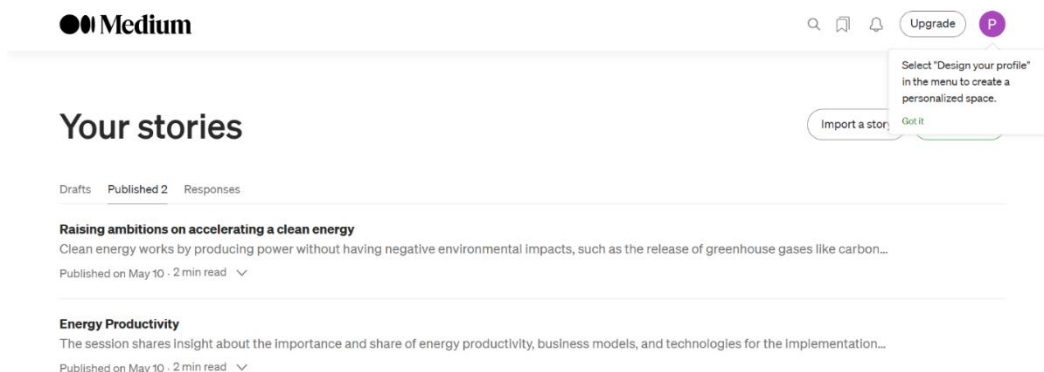 Medium
Upgrade
P
Select "Design your profile"
in the menu to create a
personalized space.
Got it
Your stories
Import a stor
Drafts Published 2 Responses
Raising ambitions on accelerating a clean energy
Clean energy works by producing power without having negative environmental impacts, such as the release of greenhouse gases like carbon...
Published on May 10 · 2 min read
Energy Productivity
The session shares insight about the importance and share of energy productivity, business models, and technologies for the implementation...
Published on May 10 · 2 min read